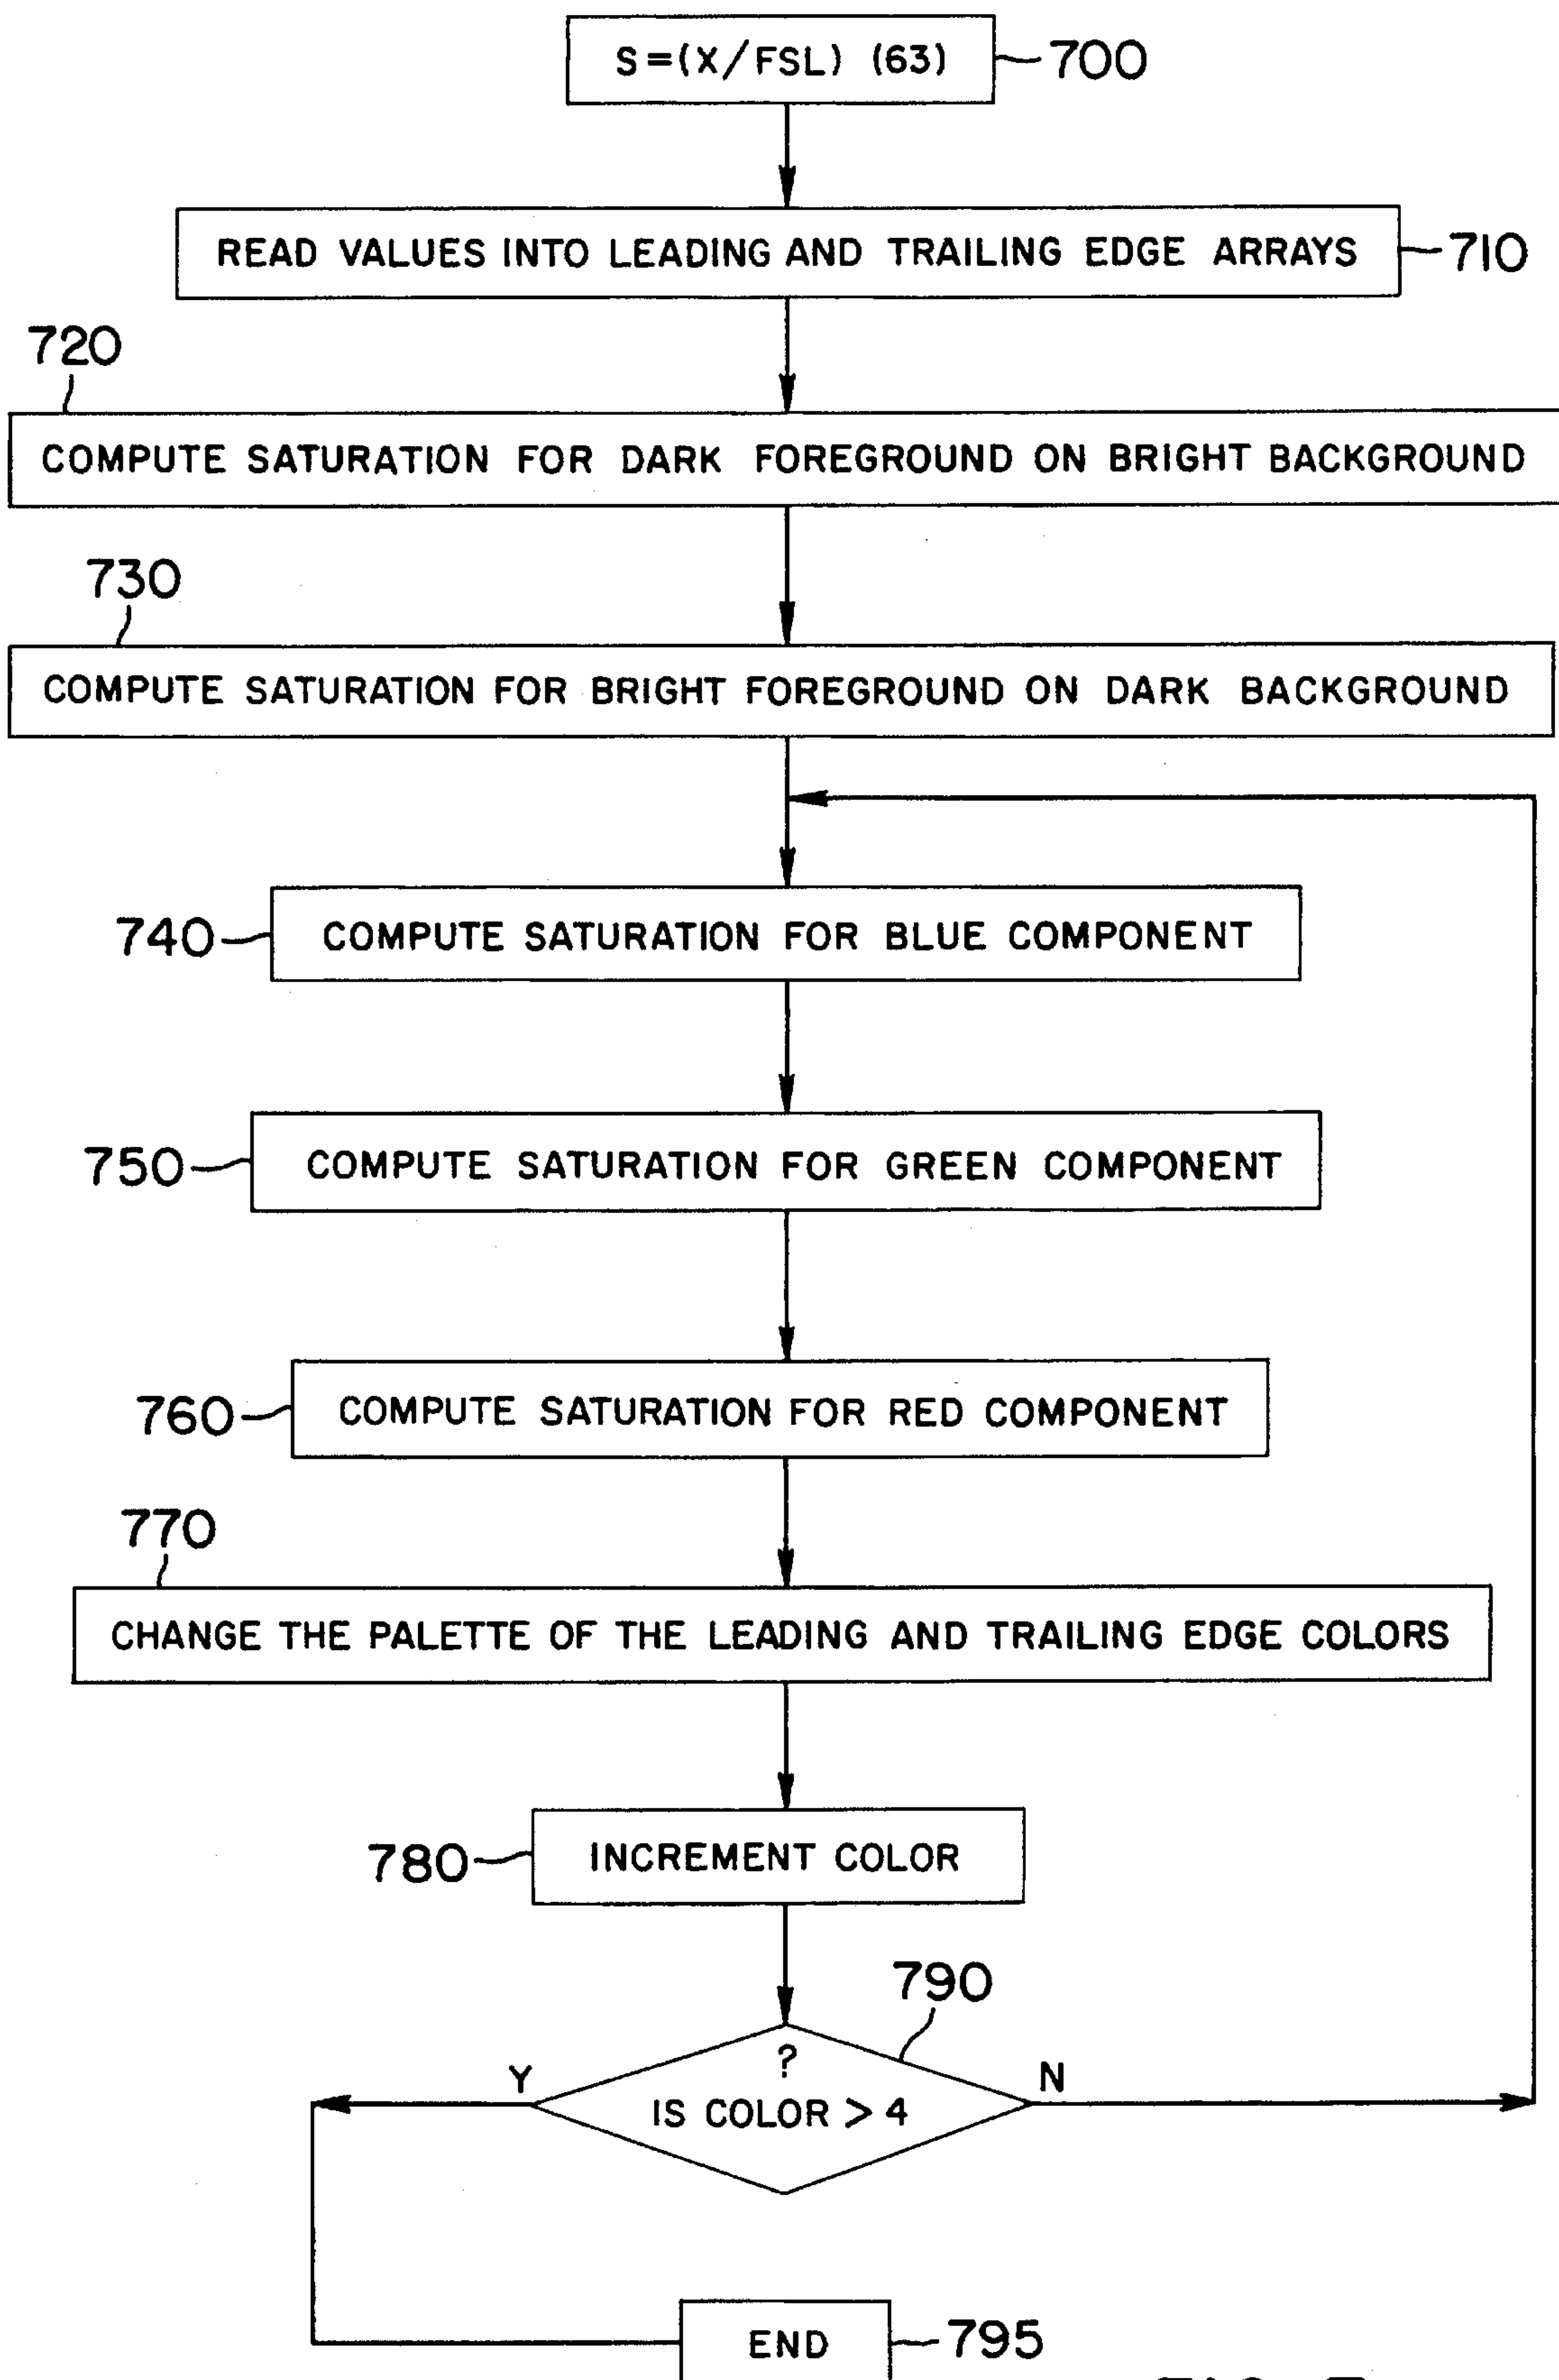 S=(X/FSL) (63)
700
READ VALUES INTO LEADING AND TRAILING EDGE ARRAYS
710
720
COMPUTE SATURATION FOR DARK FOREGROUND ON BRIGHT BACKGROUND
730
COMPUTE SATURATION FOR BRIGHT FOREGROUND ON DARK BACKGROUND
740
COMPUTE SATURATION FOR BLUE COMPONENT
750
COMPUTE SATURATION FOR GREEN COMPONENT
760
COMPUTE SATURATION FOR RED COMPONENT
770
CHANGE THE PALETTE OF THE LEADING AND TRAILING EDGE COLORS
780
INCREMENT COLOR
790
?
Y
N
IS COLOR > 4
END
795